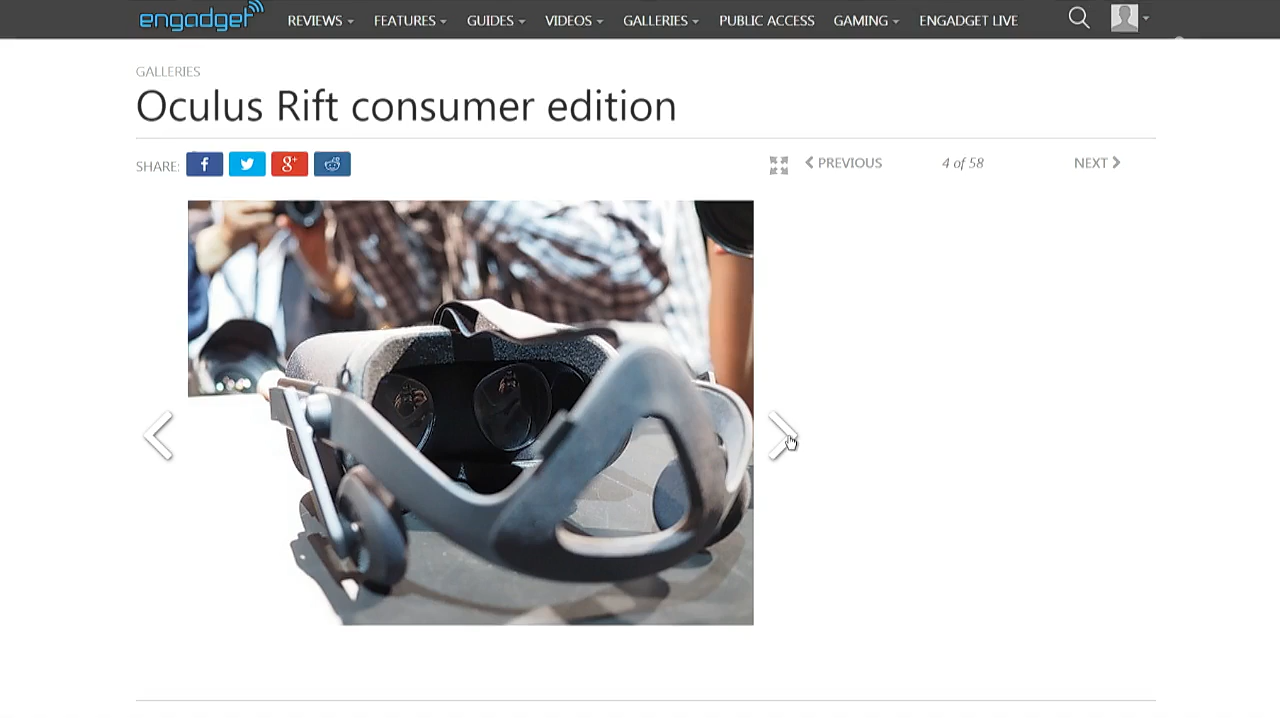 engadget REVIEWS FEATURES GUIDES VIDEOS GALLERIES PUBLIC ACCESS GAMING ENGADGET LIVE
GALLERIES
Oculus Rift consumer edition
SHARE: f g+ PREVIOUS 4 of 58 NEXT